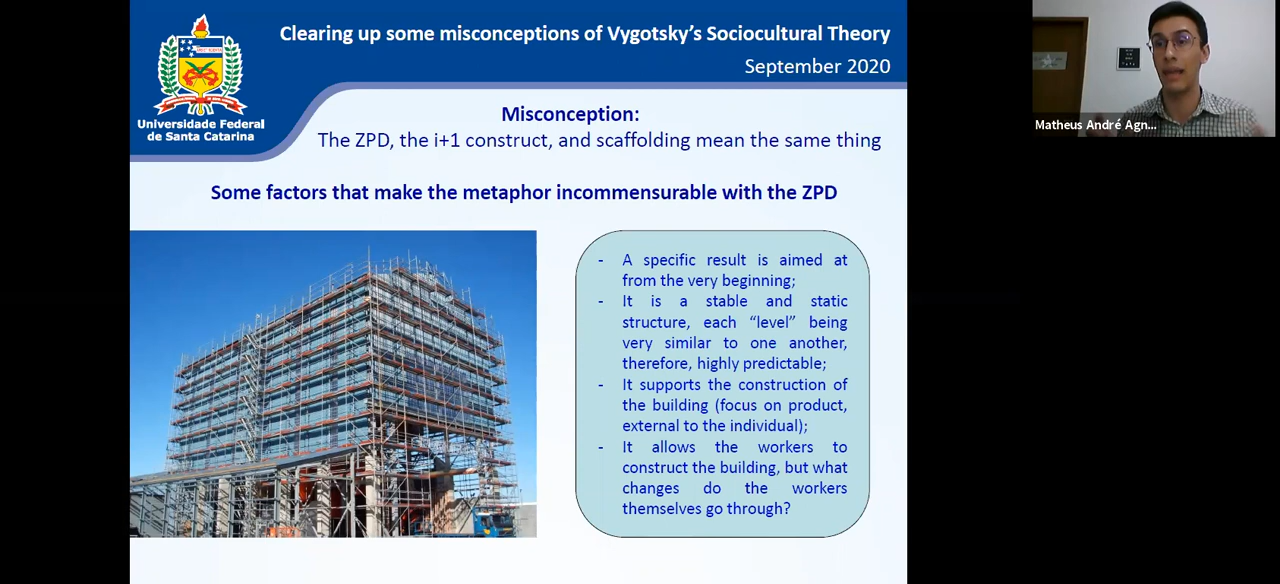 Clearing up some misconceptions of Vygotsky's Sociocultural Theory
September 2020
Universidade Federal
de Santa Catarina
Misconception:
The ZPD, the i+1 construct, and scaffolding mean the same thing
Some factors that make the metaphor incommensurable with the ZPD
- A specific result is aimed at
from the very beginning;
- It is a stable and static
structure, each “level” being
very similar to one another,
therefore, highly predictable;
- It supports the construction of
the building (focus on product,
external to the individual);
- It allows the workers to
construct the building, but what
changes do the workers
themselves go through?
Matheus André Agn...